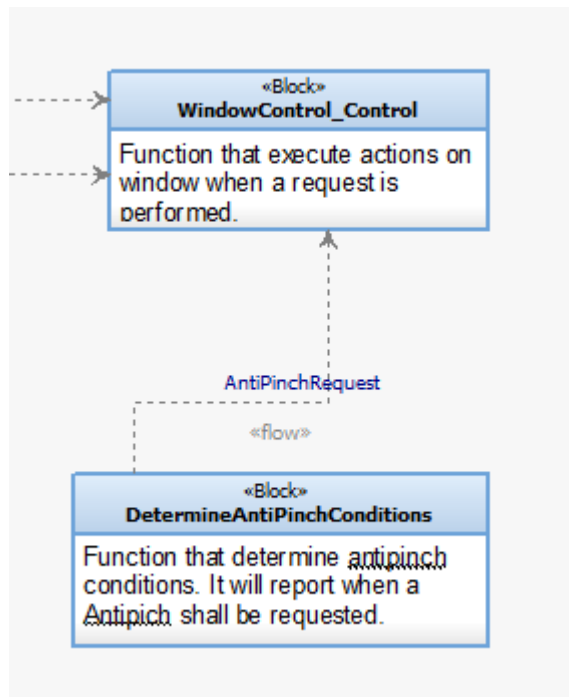 «Block»
WindowControl_Control
Function that execute actions on
window when a request is
performed.
AntiPinchRequest
«flow»
«Block»
DetermineAntiPinchConditions
Function that determine antipinch
conditions. It will report when a
Antipich shall be requested.